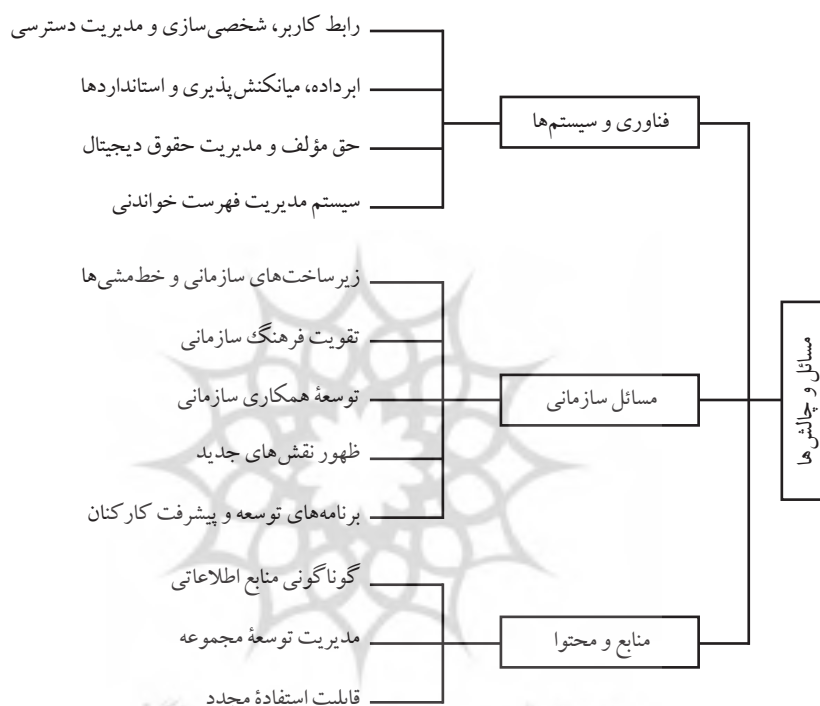 مسائل و چالش‌ها
فناوری و سیستم‌ها
رابط کاربر، شخصی‌سازی و مدیریت دسترسی
ابرداده، میانکنش‌پذیری و استانداردها
حق مؤلف و مدیریت حقوق دیجیتال
سیستم مدیریت فهرست خواندنی
مسائل سازمانی
زیرساخت‌های سازمانی و خط‌مشی‌ها
تقویت فرهنگ سازمانی
توسعهٔ همکاری سازمانی
ظهور نقش‌های جدید
برنامه‌های توسعه و پیشرفت کارکنان
منابع و محتوا
گوناگونی منابع اطلاعاتی
مدیریت توسعهٔ مجموعه
قابلیت استفادهٔ مجدد